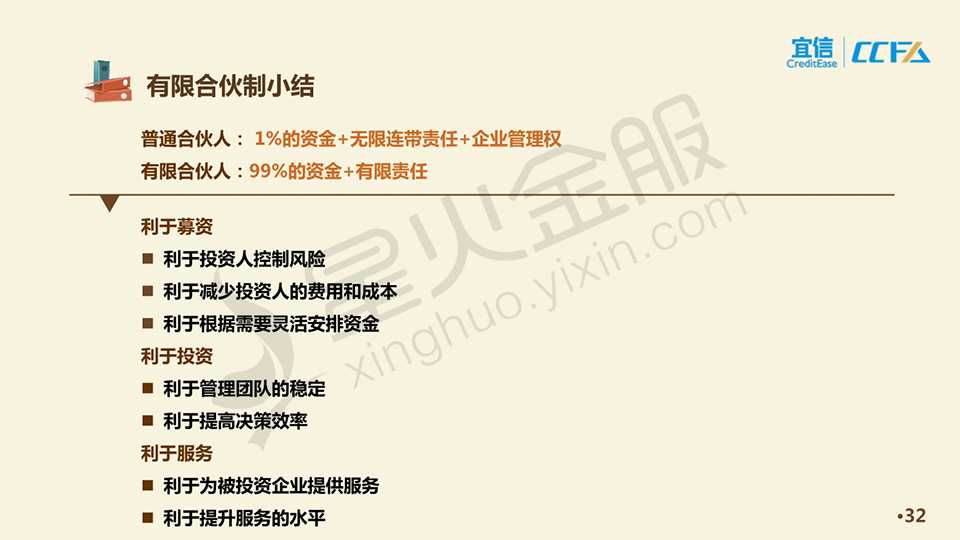 宜信
CreditEase
CCFA
有限合伙制小结
普通合伙人： 1%的资金+无限连带责任+企业管理权
有限合伙人：99%的资金+有限责任
利于募资
■ 利于投资人控制风险
■ 利于减少投资人的费用和成本
■ 利于根据需要灵活安排资金
利于投资
■ 利于管理团队的稳定
■ 利于提高决策效率
利于服务
■ 利于为被投资企业提供服务
■ 利于提升服务的水平
星火金服
xinghuo.yixin.com
•32